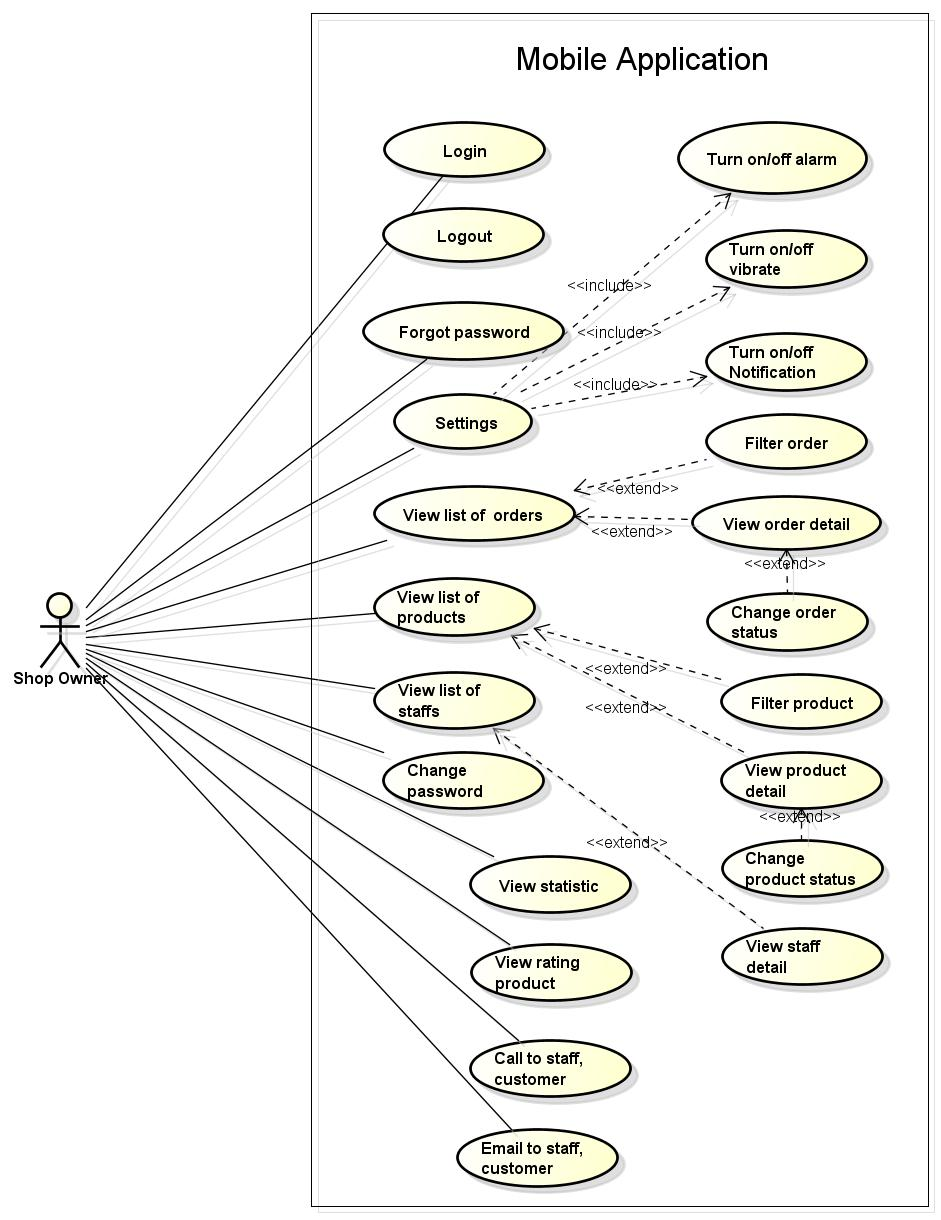 Mobile Application
Login
Logout
Forgot password
Settings
View list of orders
View list of
products
View list of
staffs
Change
password
View statistic
View rating
product
Call to staff,
customer
Email to staff,
customer
Shop Owner
<<include>>
<<include>>
<<include>>
<<extend>>
<<extend>>
<<extend>>
<<extend>>
<<extend>>
<<extend>>
<<extend>>
Turn on/off alarm
Turn on/off
vibrate
Turn on/off
Notification
Filter order
View order detail
Change order
status
Filter product
View product
detail
Change
product status
View staff
detail